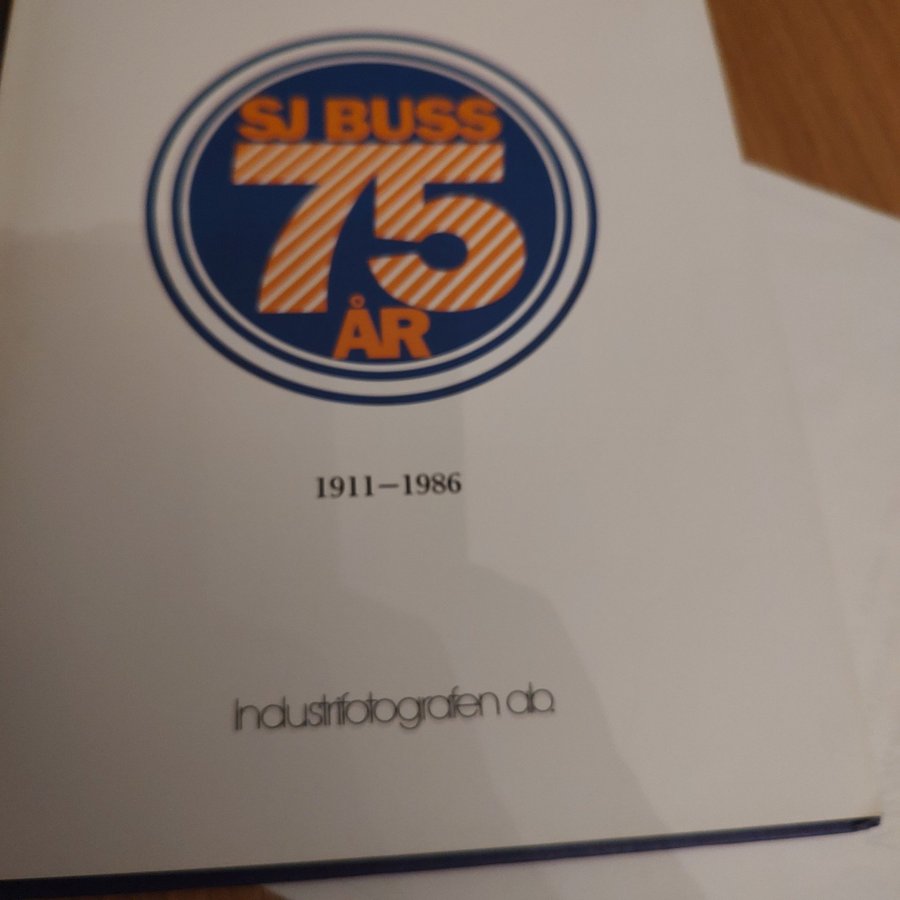 SJ BUSS
75
ÅR
1911–1986
Industrifotografen ab.